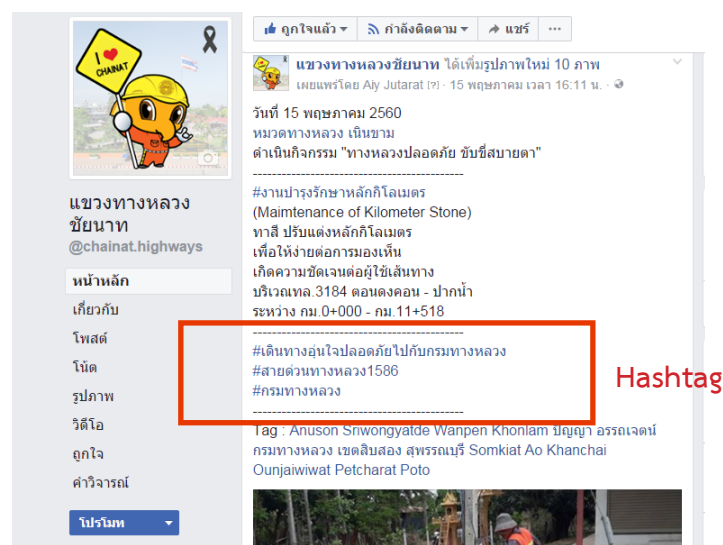 I ♥
CHAINAT
ถูกใจแล้ว กำลังติดตาม แชร์ ...
แขวงทางหลวงชัยนาท ได้เพิ่มรูปภาพใหม่ 10 ภาพ
เผยแพร่โดย Aiy Jutarat [?] · 15 พฤษภาคม เวลา 16:11 น. ·
วันที่ 15 พฤษภาคม 2560
หมวดทางหลวง เนินขาม
ดำเนินกิจกรรม "ทางหลวงปลอดภัย ขับขี่สบายตา"
----------------------------------------------
#งานบำรุงรักษาหลักกิโลเมตร
(Maimtenance of Kilometer Stone)
ทาสี ปรับแต่งหลักกิโลเมตร
เพื่อให้ง่ายต่อการมองเห็น
เกิดความชัดเจนต่อผู้ใช้เส้นทาง
บริเวณทล.3184 ตอนดงคอน - ปากน้ำ
ระหว่าง กม.0+000 - กม.11+518
----------------------------------------------
#เดินทางอุ่นใจปลอดภัยไปกับกรมทางหลวง
#สายด่วนทางหลวง1586
#กรมทางหลวง
----------------------------------------------
Tag : Anuson Sriwongyatde Wanpen Khonlam ปัญญา อรรถเจตน์
กรมทางหลวง เขตสิบสอง สุพรรณบุรี Somkiat Ao Khanchai
Ounjaiwiwat Petcharat Poto
Hashtag
แขวงทางหลวง
ชัยนาท
@chainat.highways
หน้าหลัก
เกี่ยวกับ
โพสต์
โน้ต
รูปภาพ
วิดีโอ
ถูกใจ
คำวิจารณ์
โปรโมท